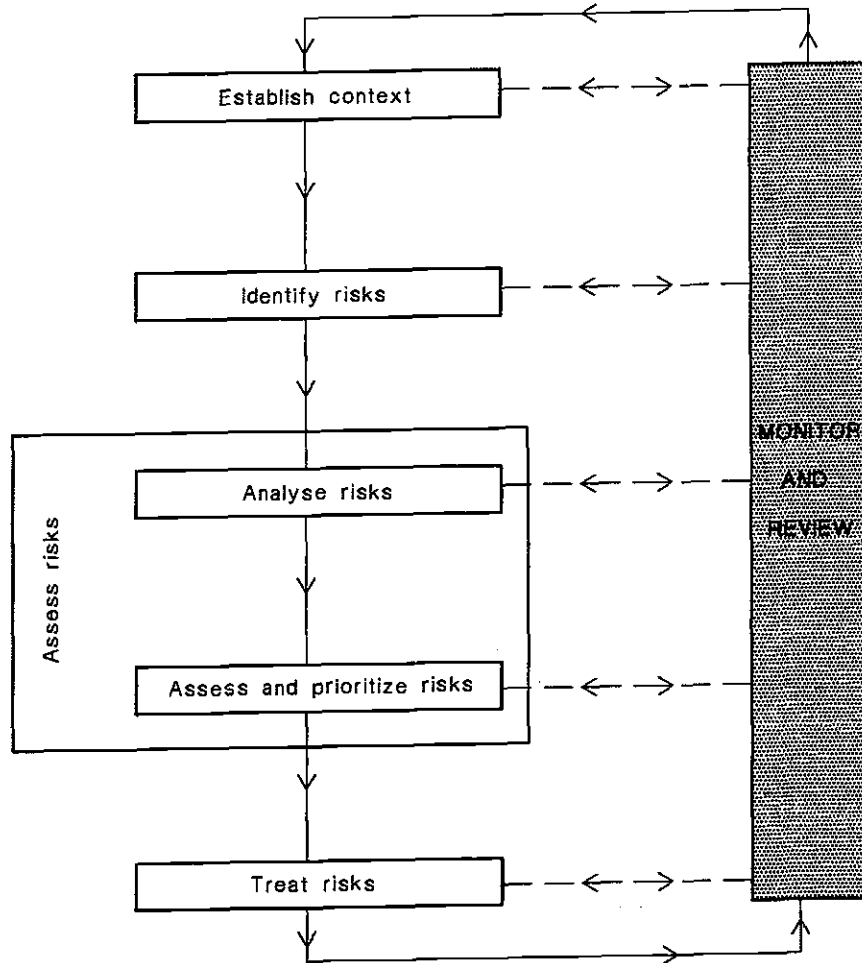 Establish context
Identify risks
Assess risks
Analyse risks
Assess and prioritize risks
Treat risks
MONITOR
AND
REVIEW